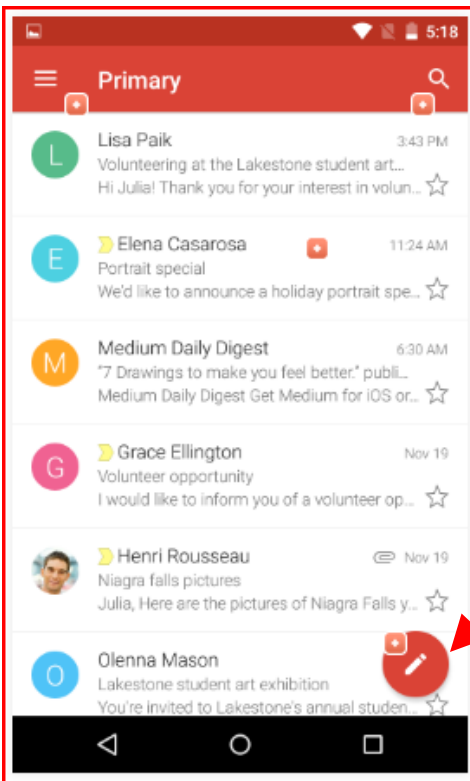 5:18
Primary
L
Lisa Paik 3:43 PM
Volunteering at the Lakestone student art...
Hi Julia! Thank you for your interest in volun...
E
Elena Casarosa 11:24 AM
Portrait special
We'd like to announce a holiday portrait spe...
M
Medium Daily Digest 6:30 AM
"7 Drawings to make you feel better." publi...
Medium Daily Digest Get Medium for iOS or...
G
Grace Ellington Nov 19
Volunteer opportunity
I would like to inform you of a volunteer op...
Henri Rousseau Nov 19
Niagra falls pictures
Julia, Here are the pictures of Niagra Falls y...
O
Olenna Mason
Lakestone student art exhibition
You're invited to Lakestone's annual studen...